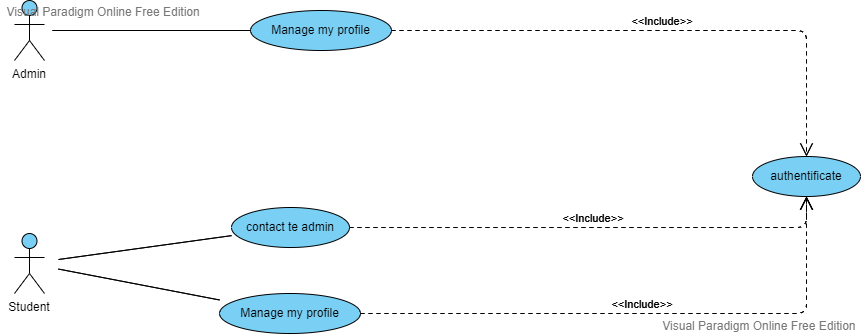 Visual Paradigm Online Free Edition
Manage my profile
<<Include>>
Admin
authentificate
contact te admin
<<Include>>
Student
Manage my profile
<<Include>>
Visual Paradigm Online Free Edition